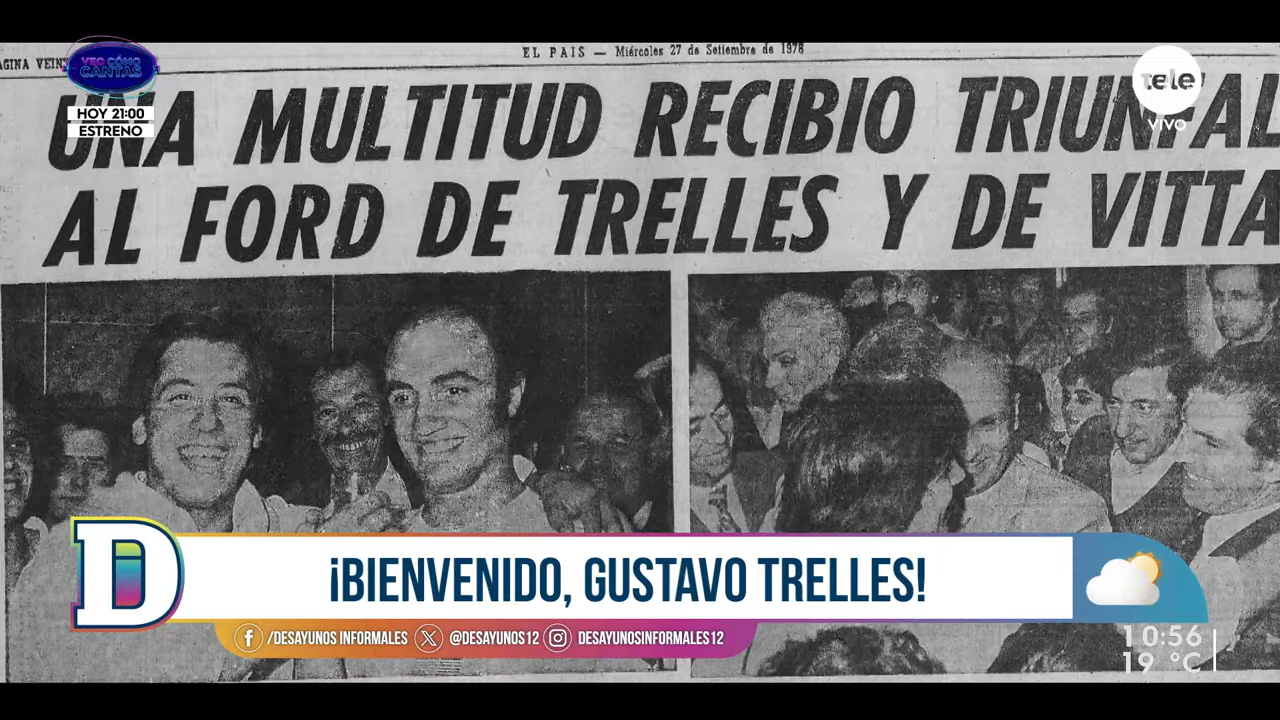 EL PAIS — Miércoles 27 de Setiembre de 1978
VEO CÓMO
CANTAS
HOY 21:00
ESTRENO
tele
VIVO
UNA MULTITUD RECIBIO TRIUNFAL
AL FORD DE TRELLES Y DE VITTA
D
¡BIENVENIDO, GUSTAVO TRELLES!
/DESAYUNOS INFORMALES
@DESAYUNOS12
DESAYUNOSINFORMALES12
10:56
19 °C